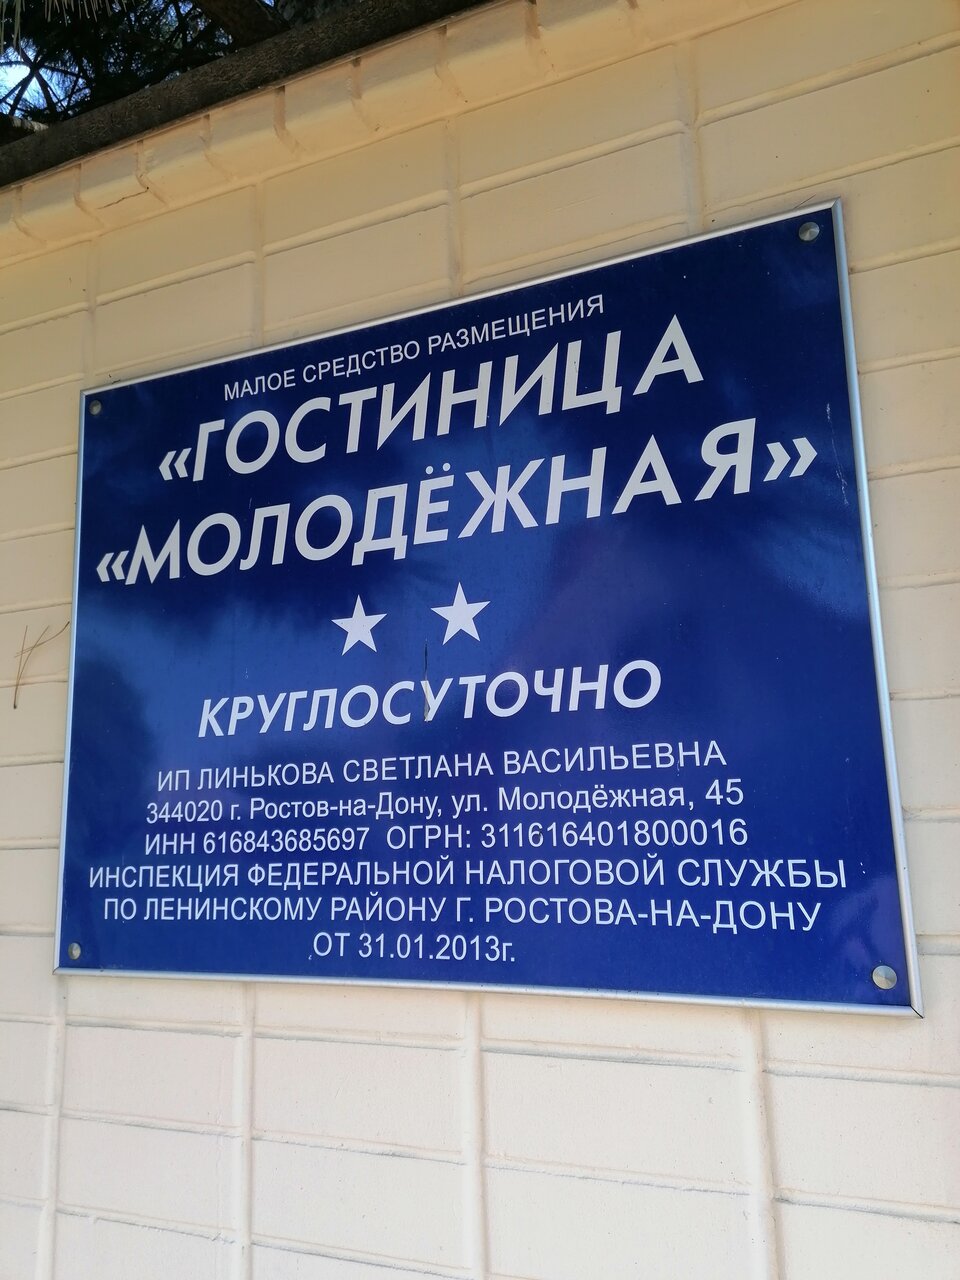 МАЛОЕ СРЕДСТВО РАЗМЕЩЕНИЯ
«ГОСТИНИЦА
«МОЛОДЁЖНАЯ»
КРУГЛОСУТОЧНО
ИП ЛИНЬКОВА СВЕТЛАНА ВАСИЛЬЕВНА
344020 г. Ростов-на-Дону, ул. Молодёжная, 45
ИНН 616843685697 ОГРН: 311616401800016
ИНСПЕКЦИЯ ФЕДЕРАЛЬНОЙ НАЛОГОВОЙ СЛУЖБЫ
ПО ЛЕНИНСКОМУ РАЙОНУ Г. РОСТОВА-НА-ДОНУ
ОТ 31.01.2013г.